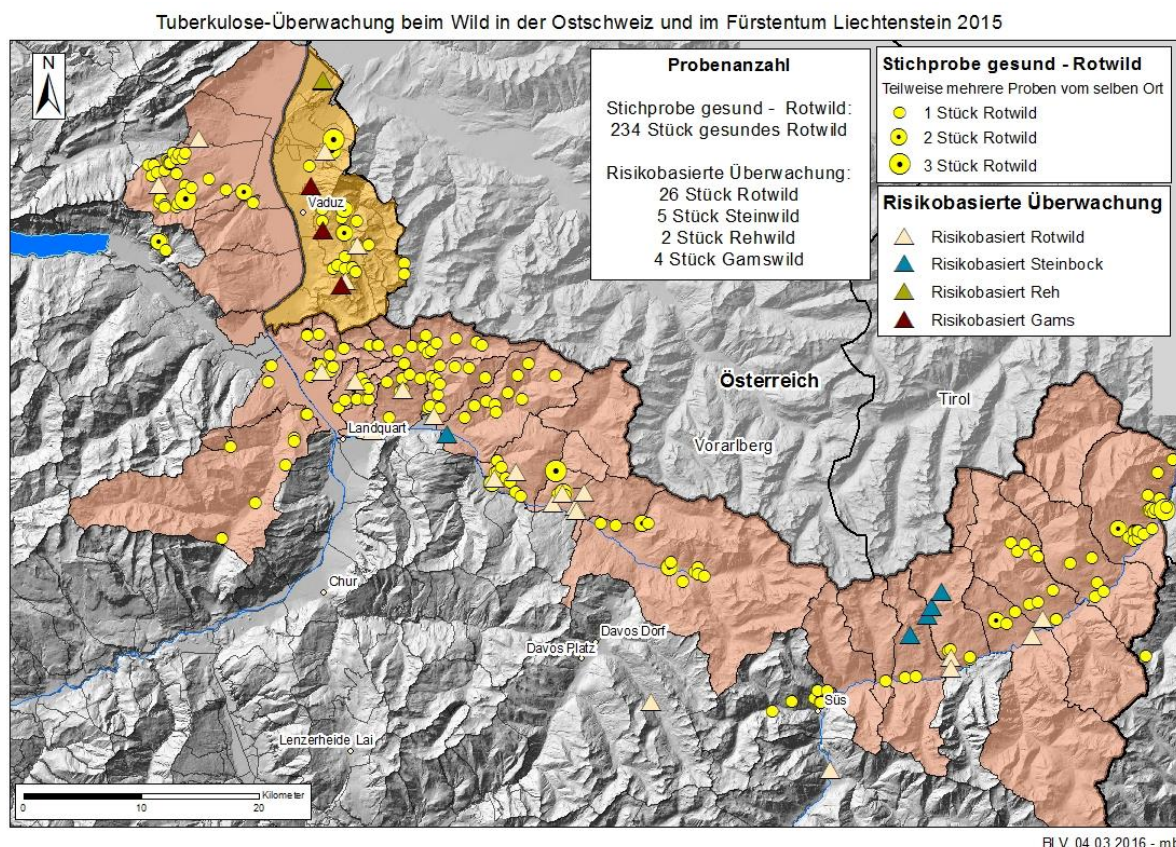 Tuberkulose-Überwachung beim Wild in der Ostschweiz und im Fürstentum Liechtenstein 2015
N
Probenanzahl
Stichprobe gesund - Rotwild:
234 Stück gesundes Rotwild
Risikobasierte Überwachung:
26 Stück Rotwild
5 Stück Steinwild
2 Stück Rehwild
4 Stück Gamswild
Stichprobe gesund - Rotwild
Teilweise mehrere Proben vom selben Ort
1 Stück Rotwild
2 Stück Rotwild
3 Stück Rotwild
Risikobasierte Überwachung
Risikobasiert Rotwild
Risikobasiert Steinbock
Risikobasiert Reh
Risikobasiert Gams
Vaduz
Österreich
Tirol
Vorarlberg
Landquart
Chur
Davos Dorf
Davos Platz
Süs
Lenzerheide Lai
Kilometer
0 10 20
BLV, 04.03.2016 - mh